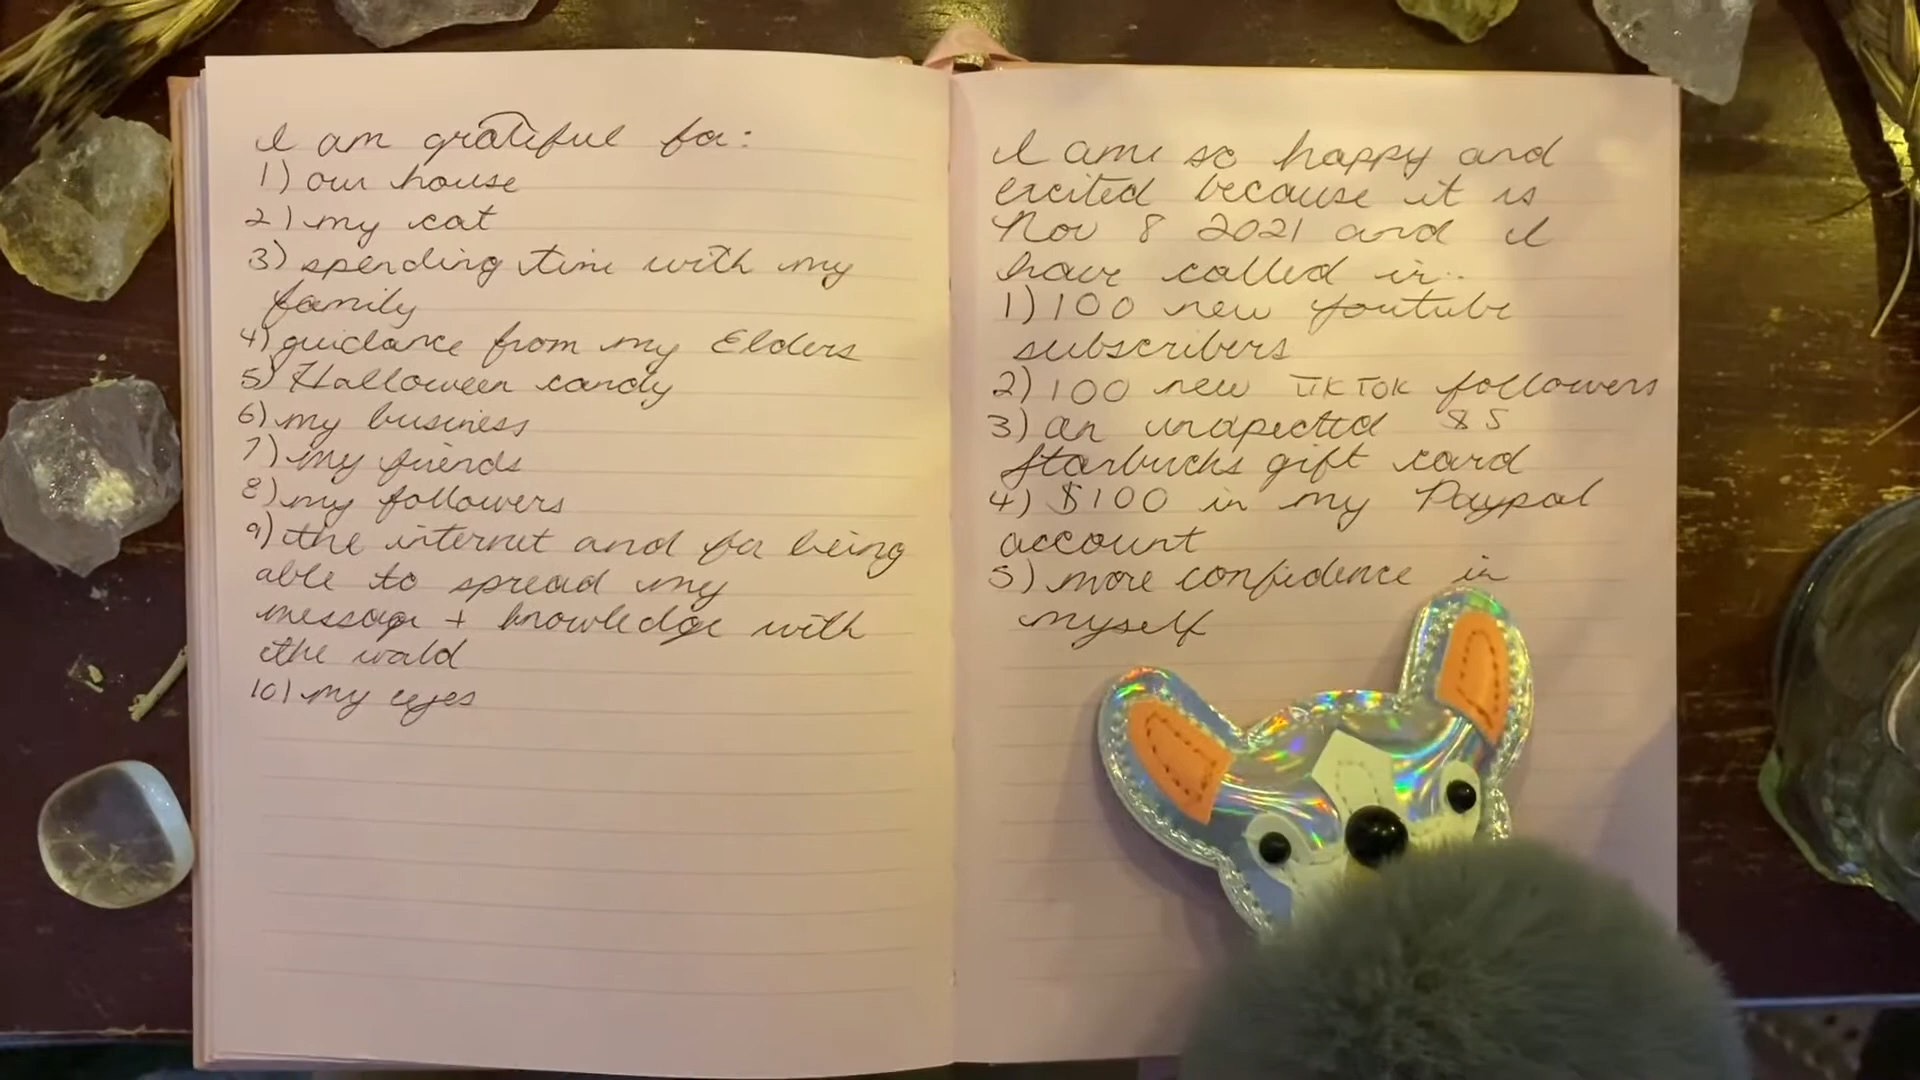 I am grateful for:
1) our house
2) my cat
3) spending time with my
family
4) guidance from my Elders
5) Halloween candy
6) my business
7) my friends
8) my followers
9) the internet and for being
able to spread my
message + knowledge with
the world
10) my eyes
I am so happy and
excited because it is
Nov 8 2021 and I
have called in..
1) 100 new youtube
subscribers
2) 100 new TIKTOK followers
3) an unexpected $5
Starbucks gift card
4) $100 in my Paypal
account
5) more confidence in
myself